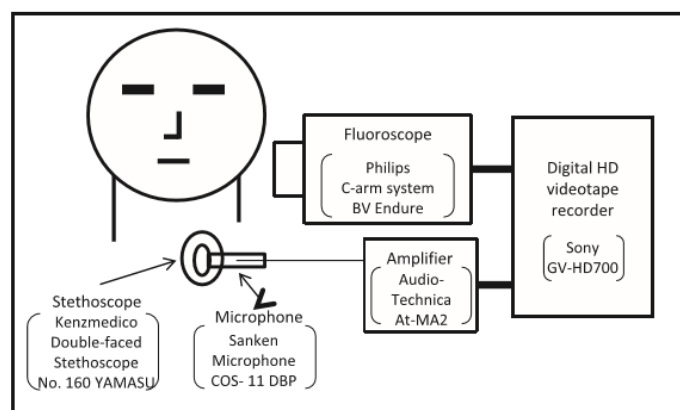 Fluoroscope
Philips
C-arm system
BV Endure
Digital HD
videotape
recorder
Sony
GV-HD700
Amplifier
Audio-
Technica
At-MA2
Stethoscope
Kenzmedico
Double-faced
Stethoscope
No. 160 YAMASU
Microphone
Sanken
Microphone
COS- 11 DBP